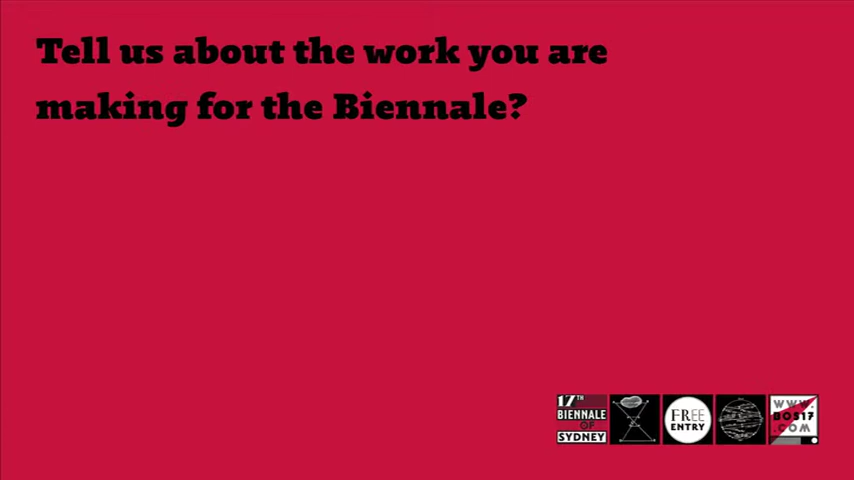 Tell us about the work you are
making for the Biennale?
17TH
BIENNALE
OF
SYDNEY
FREE
ENTRY
WWW.
BOS17
.COM